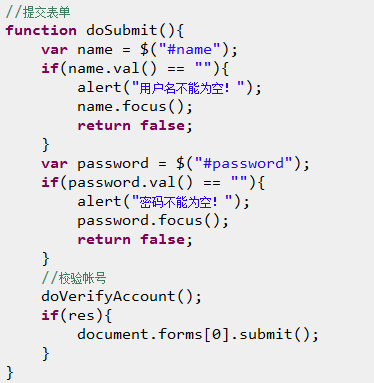 //提交表单
function doSubmit(){
    var name = $("#name");
    if(name.val() == ""){
        alert("用户名不能为空! ");
        name.focus();
        return false;
    }
    var password = $("#password");
    if(password.val() == ""){
        alert("密码不能为空! ");
        password.focus();
        return false;
    }
    //校验帐号
    doVerifyAccount();
    if(res){
        document.forms[0].submit();
    }
}